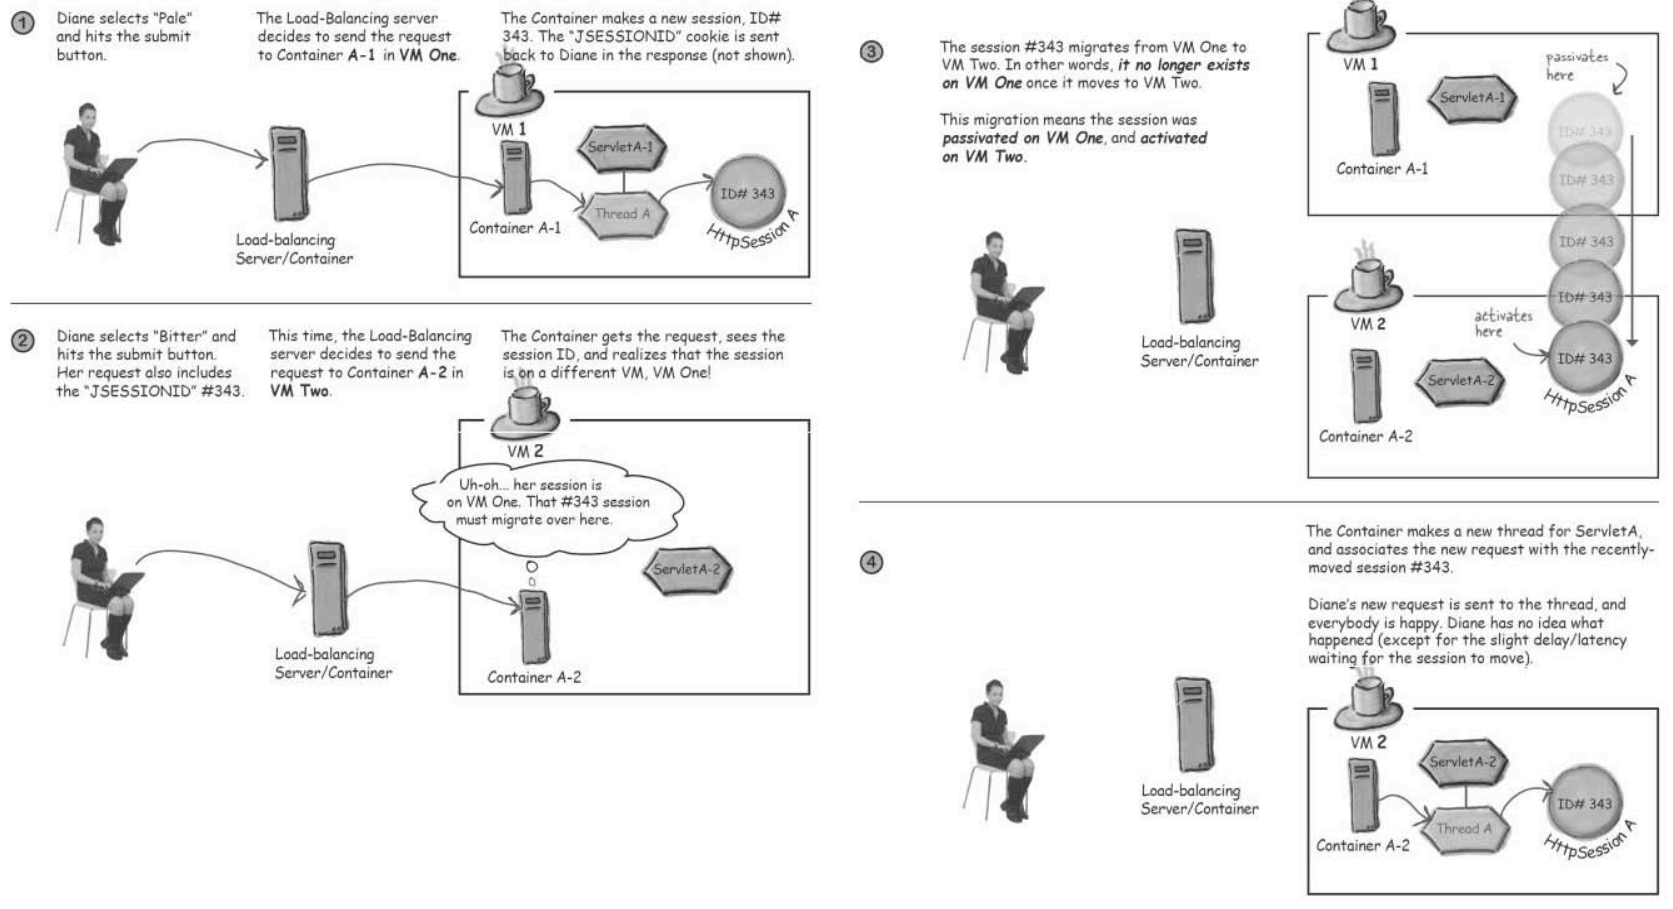 1
Diane selects "Pale"
and hits the submit
button.
The Load-Balancing server
decides to send the request
to Container A-1 in VM One.
The Container makes a new session, ID#
343. The "JSESSIONID" cookie is sent
back to Diane in the response (not shown).
VM 1
ServletA-1
Thread A
ID# 343
HttpSession A
Container A-1
Load-balancing
Server/Container
2
Diane selects "Bitter" and
hits the submit button.
Her request also includes
the "JSESSIONID" #343.
This time, the Load-Balancing
server decides to send the
request to Container A-2 in
VM Two.
The Container gets the request, sees the
session ID, and realizes that the session
is on a different VM, VM One!
VM 2
Uh-oh... her session is
on VM One. That #343 session
must migrate over here.
ServletA-2
Load-balancing
Server/Container
Container A-2
3
The session #343 migrates from VM One to
VM Two. In other words, it no longer exists
on VM One once it moves to VM Two.
This migration means the session was
passivated on VM One, and activated
on VM Two.
VM 1
passivates
here
ServletA-1
Container A-1
ID# 343
ID# 343
ID# 343
ID# 343
ID# 343
VM 2
activates
here
ServletA-2
HttpSession A
Container A-2
Load-balancing
Server/Container
4
The Container makes a new thread for ServletA,
and associates the new request with the recently-
moved session #343.
Diane's new request is sent to the thread, and
everybody is happy. Diane has no idea what
happened (except for the slight delay/latency
waiting for the session to move).
VM 2
ServletA-2
Thread A
ID# 343
HttpSession A
Container A-2
Load-balancing
Server/Container